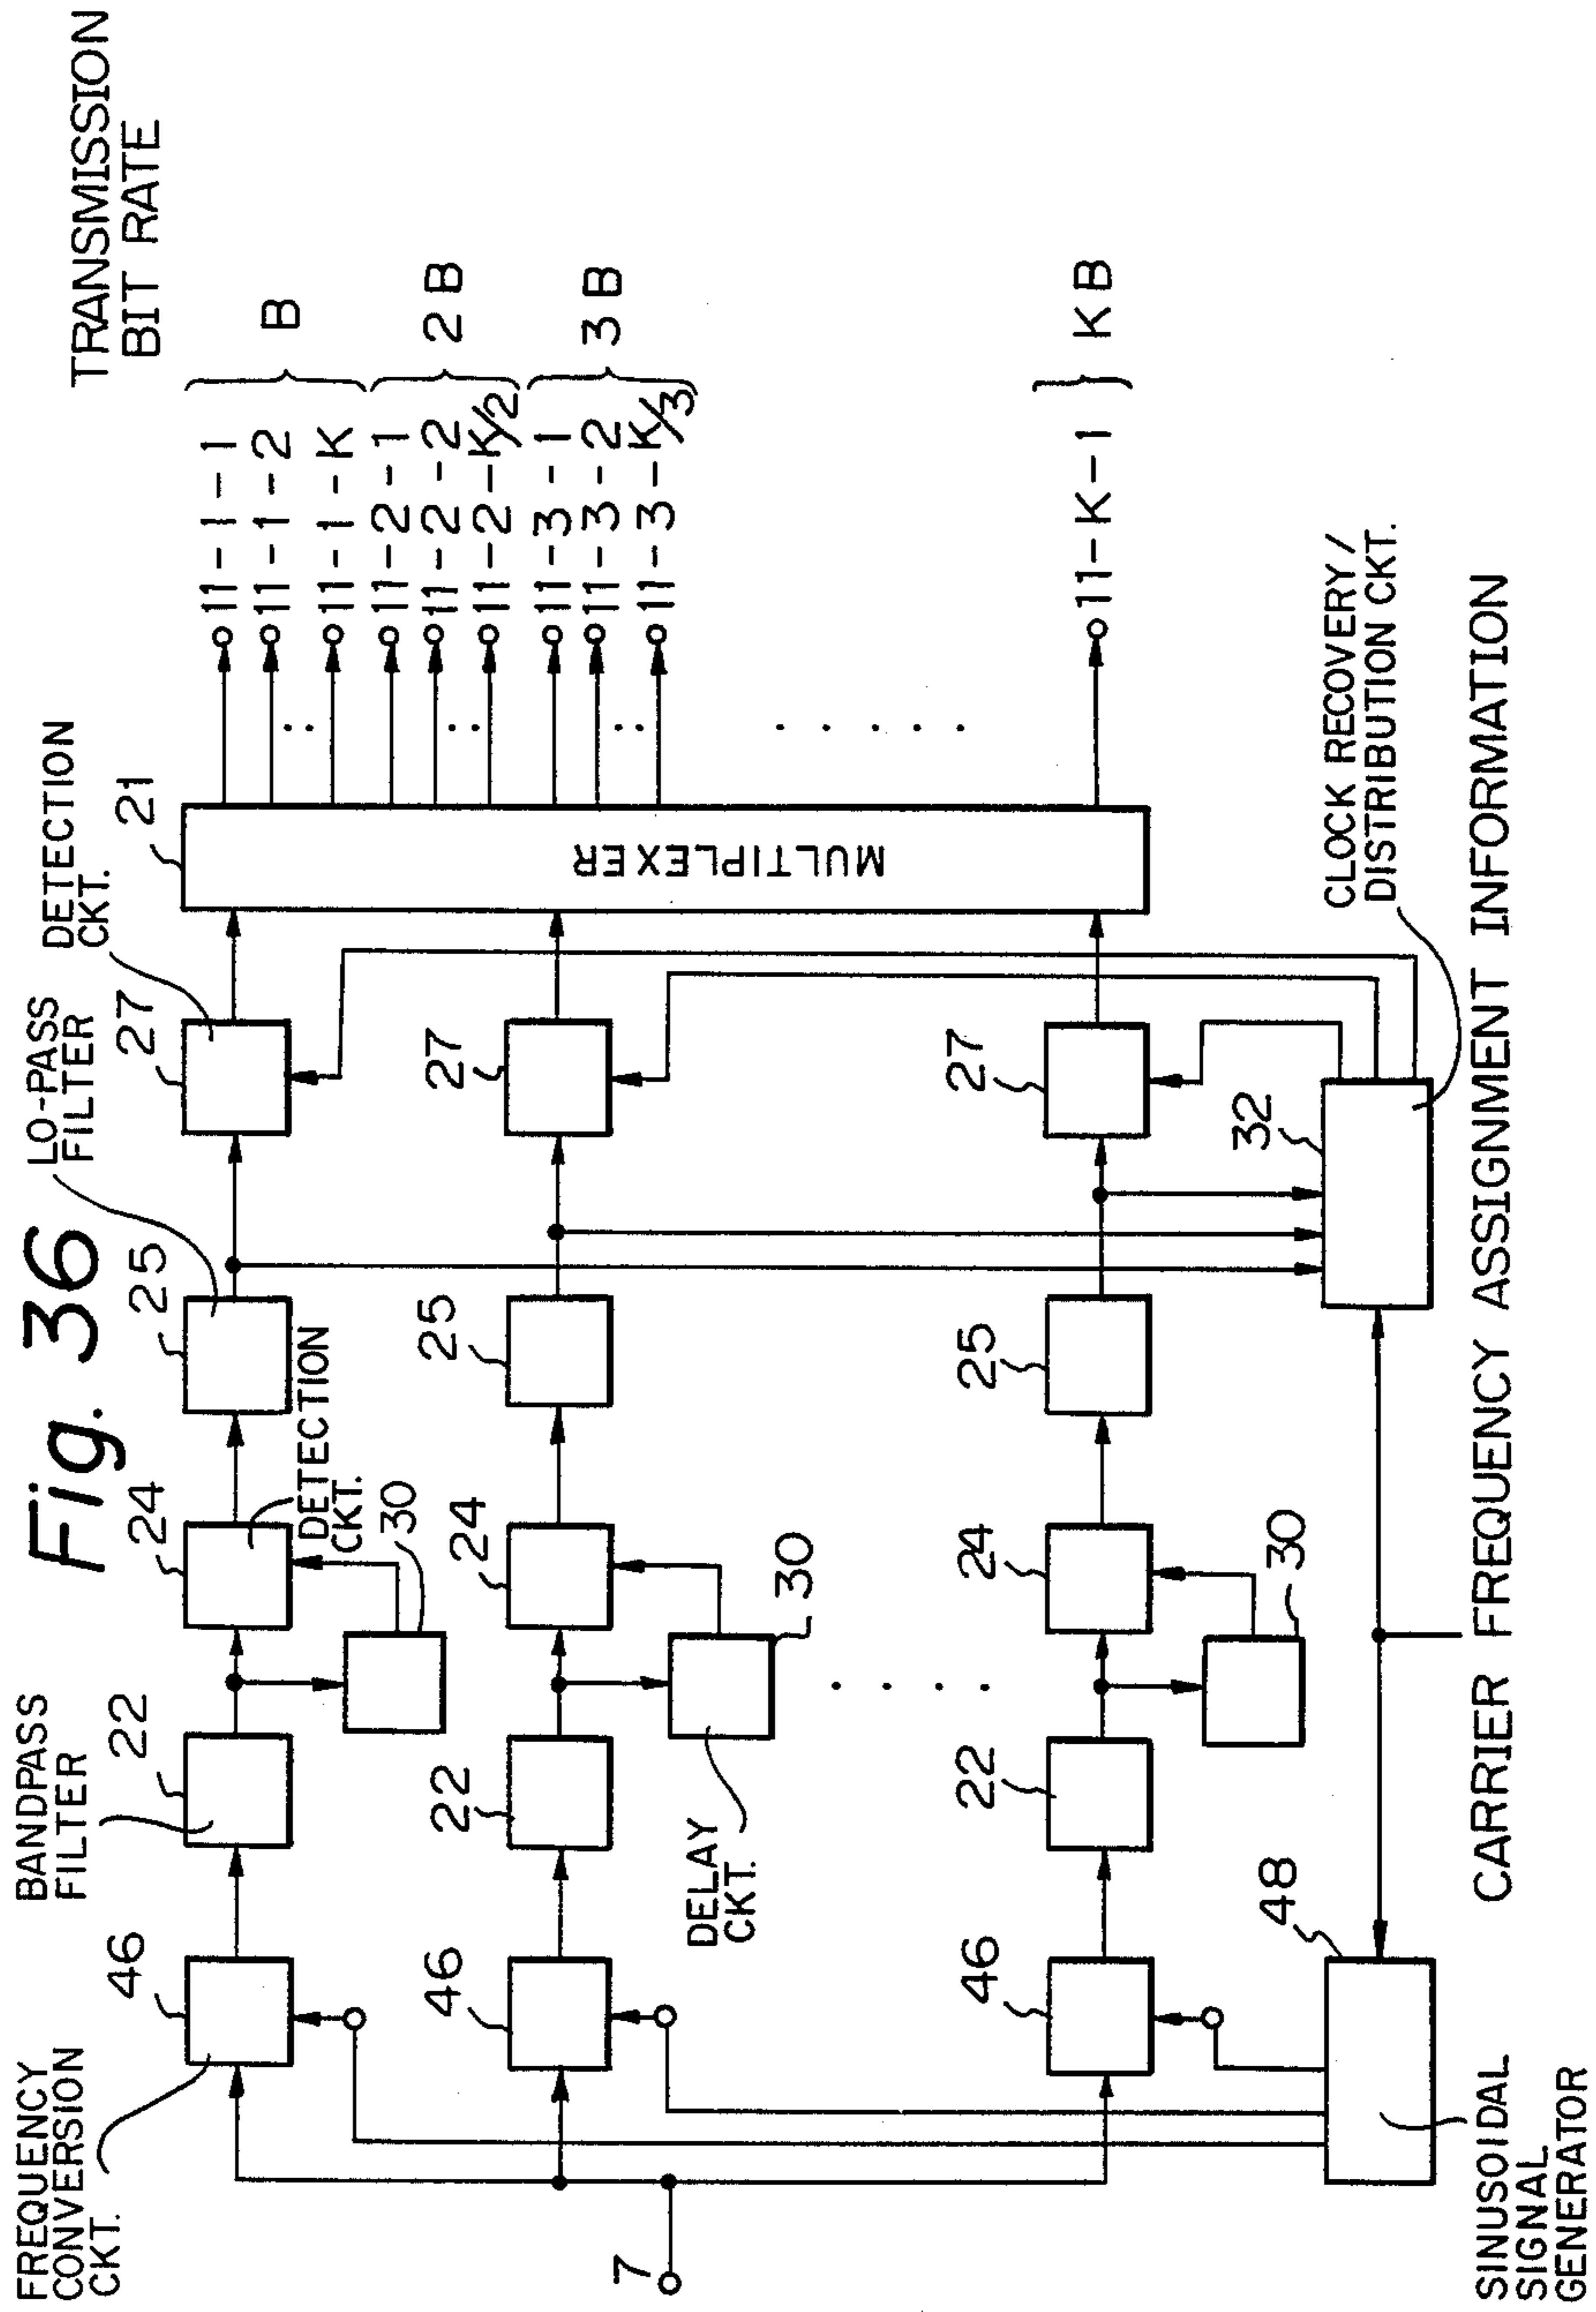 Fig. 36
TRANSMISSION
BIT RATE
FREQUENCY
CONVERSION
CKT.
BANDPASS
FILTER
LO-PASS
FILTER
DETECTION
CKT.
46
22
24
25
27
21
DETECTION
CKT.
30
11-1-1
11-1-2
B
11-1-K
11-2-1
11-2-2
2B
11-2-K/2
11-3-1
11-3-2
3B
11-3-K/3
MULTIPLEXER
46
22
24
25
27
7
DELAY
CKT.
30
46
22
24
25
27
11-K-1
KB
30
48
32
CLOCK RECOVERY/
DISTRIBUTION CKT.
SINUSOIDAL
SIGNAL
GENERATOR
CARRIER FREQUENCY ASSIGNMENT INFORMATION